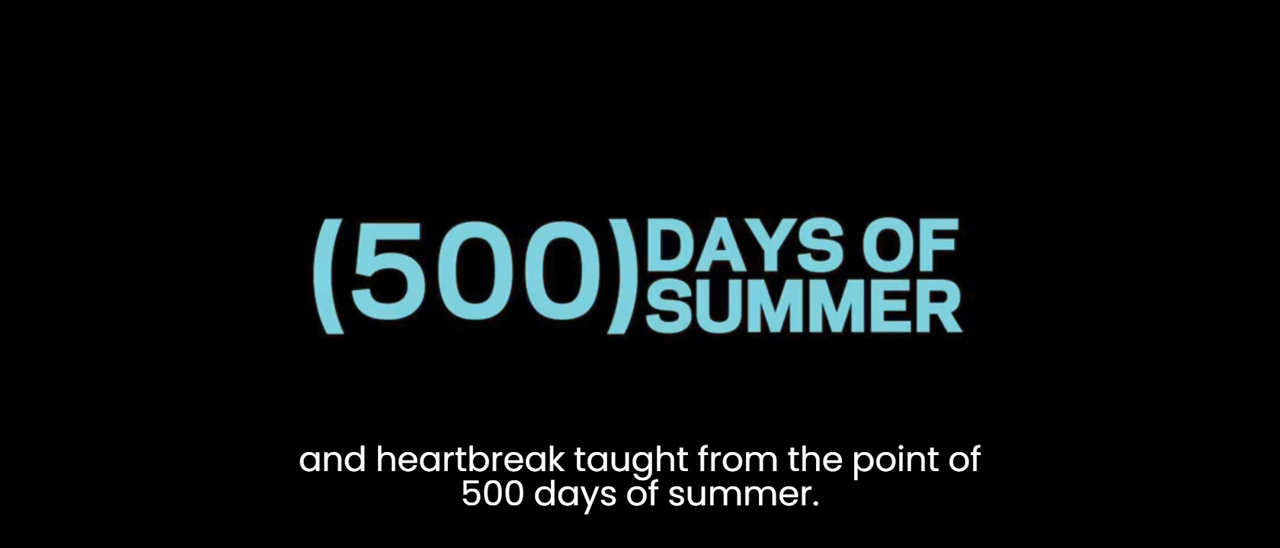 (500) DAYS OF
SUMMER
and heartbreak taught from the point of
500 days of summer.